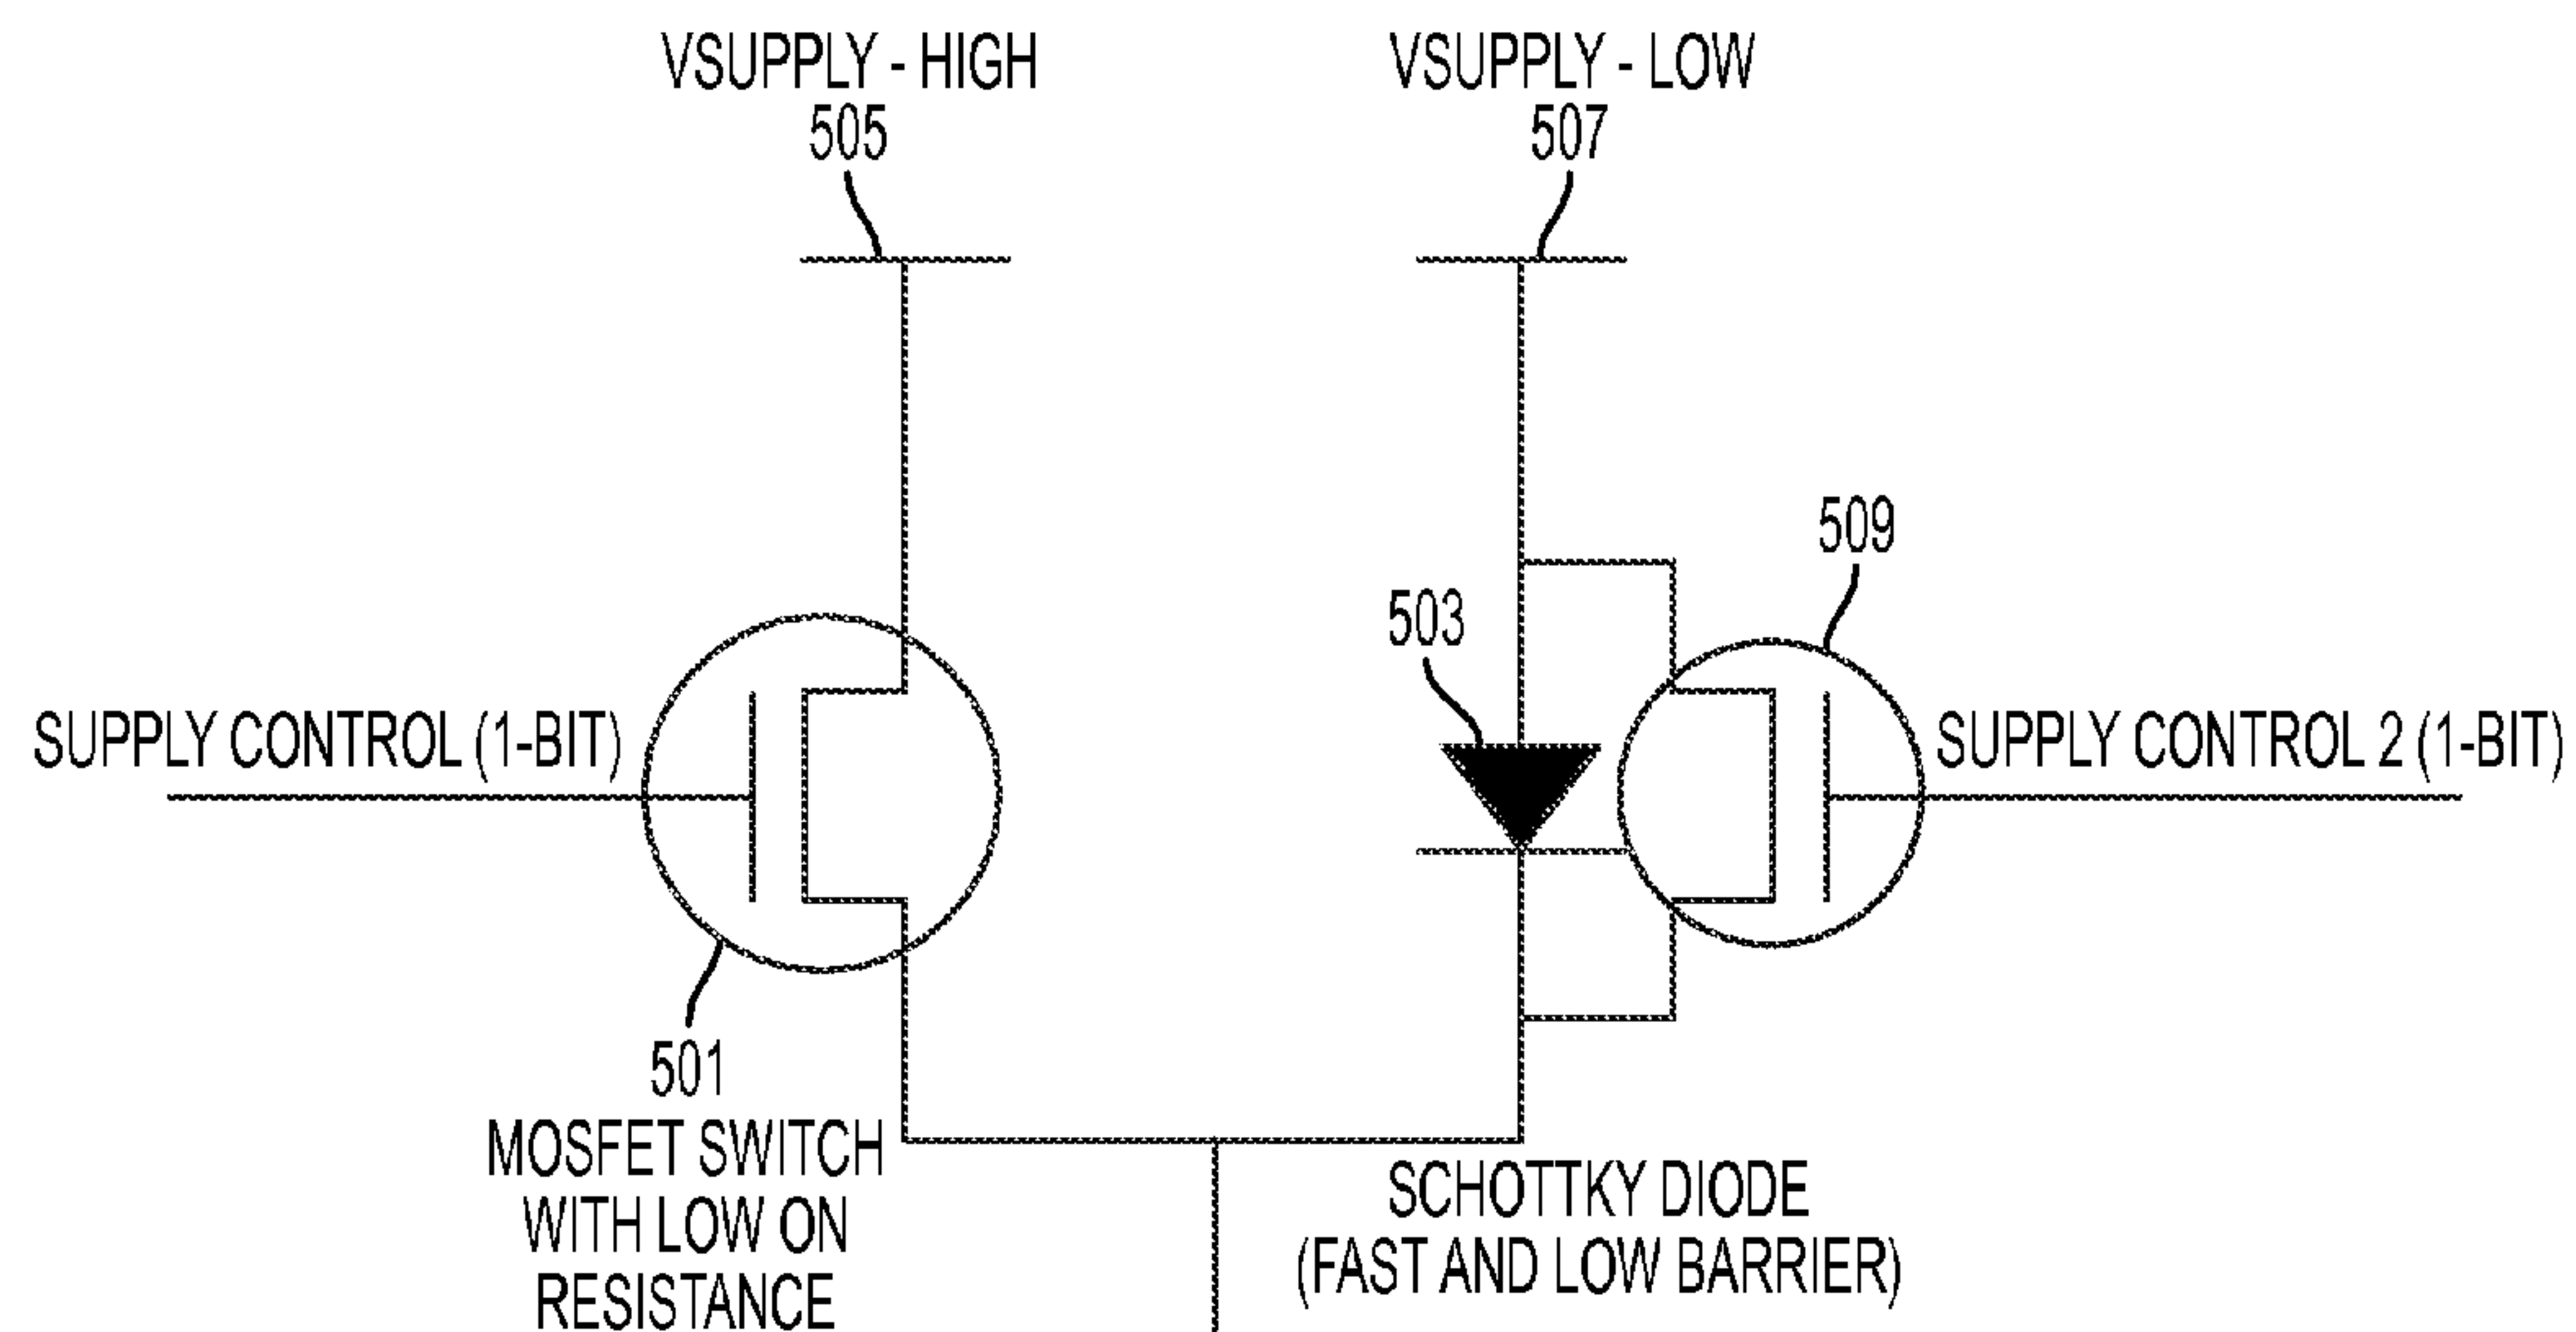 VSUPPLY - HIGH
505
VSUPPLY - LOW
507
509
503
SUPPLY CONTROL (1-BIT)
SUPPLY CONTROL 2 (1-BIT)
501
MOSFET SWITCH
WITH LOW ON
RESISTANCE
SCHOTTKY DIODE
(FAST AND LOW BARRIER)